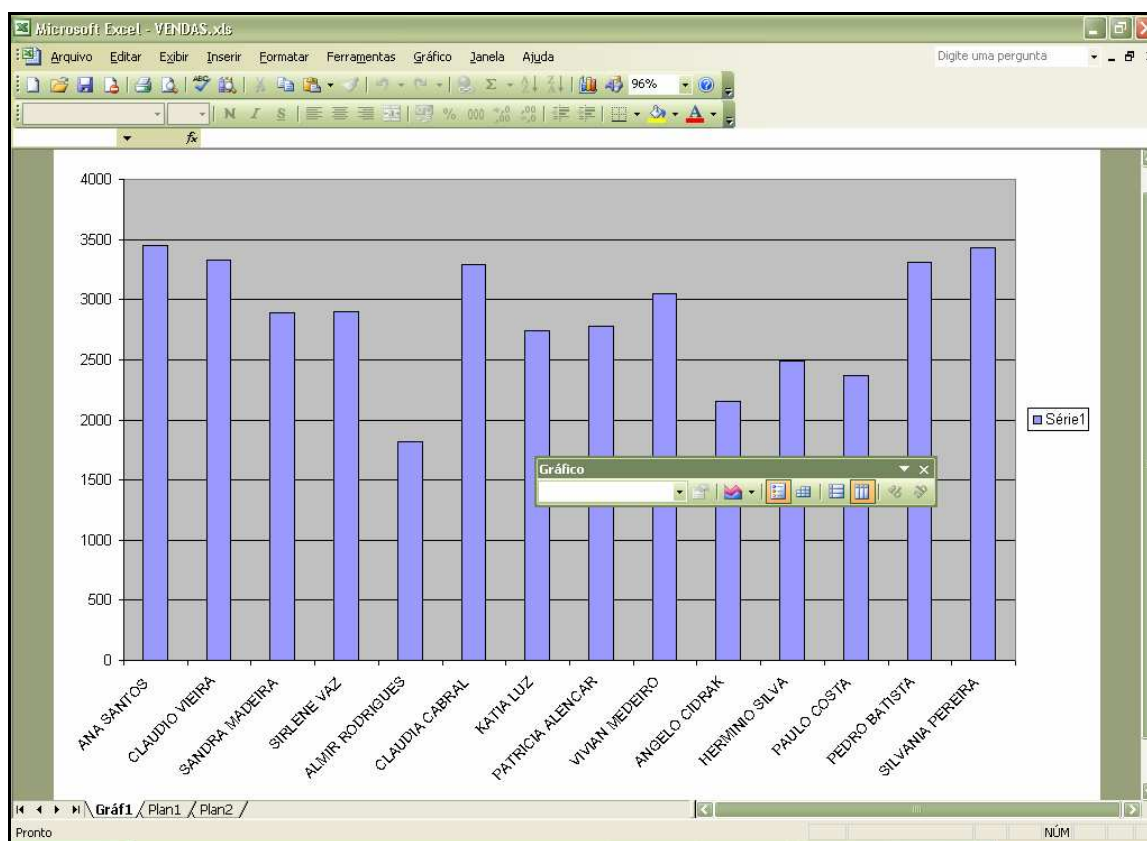 Microsoft Excel - VENDAS.xls
Arquivo Editar Exibir Inserir Formatar Ferramentas Gráfico Janela Ajuda Digite uma pergunta
ABC Σ 96%
N I S % 000 A
fx
4000
3500
3000
2500
2000
1500
1000
500
0
Série1
Gráfico
ANA SANTOS
CLAUDIO VIEIRA
SANDRA MADEIRA
SIRLENE VAZ
ALMIR RODRIGUES
CLAUDIA CABRAL
KATIA LUZ
PATRICIA ALENCAR
VIVIAN MEDEIRO
ANGELO CIDRAK
HERMINIO SILVA
PAULO COSTA
PEDRO BATISTA
SILVANIA PEREIRA
Gráf1 Plan1 Plan2
Pronto NÚM